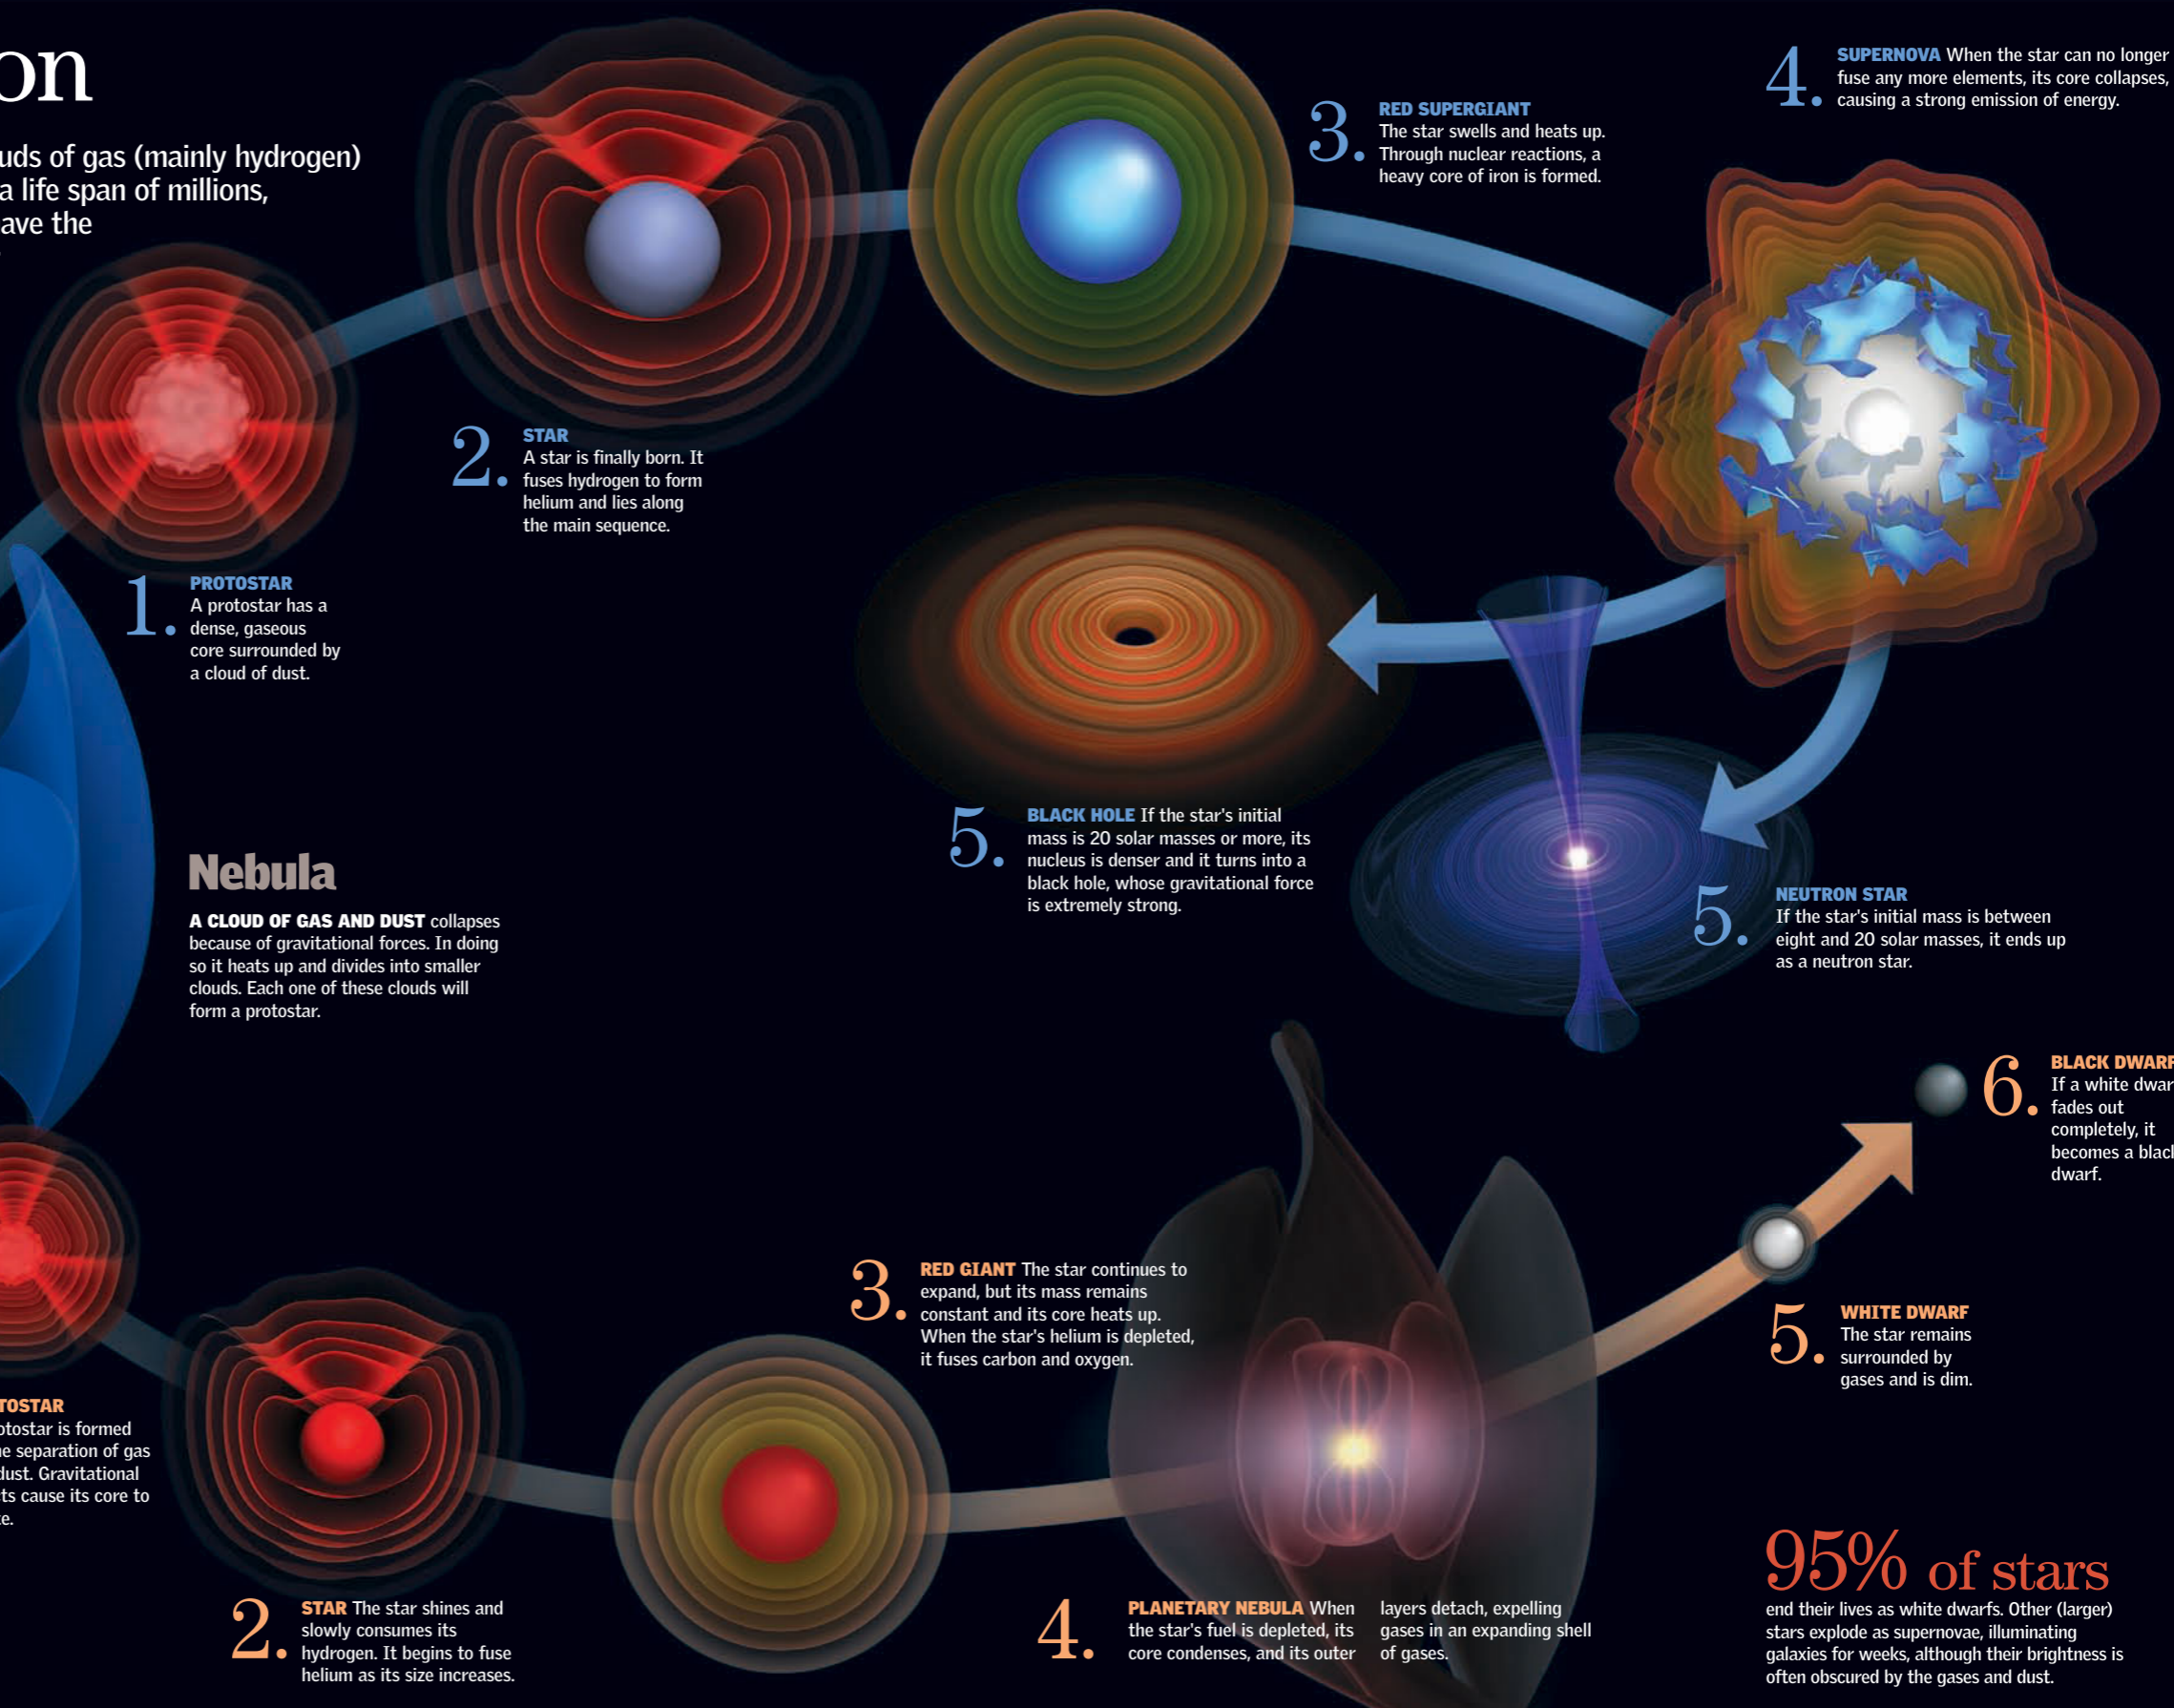 on
uds of gas (mainly hydrogen)
a life span of millions,
ave the
4. SUPERNOVA When the star can no longer
fuse any more elements, its core collapses,
causing a strong emission of energy.
3. RED SUPERGIANT
The star swells and heats up.
Through nuclear reactions, a
heavy core of iron is formed.
2. STAR
A star is finally born. It
fuses hydrogen to form
helium and lies along
the main sequence.
1. PROTOSTAR
A protostar has a
dense, gaseous
core surrounded by
a cloud of dust.
Nebula
A CLOUD OF GAS AND DUST collapses
because of gravitational forces. In doing
so it heats up and divides into smaller
clouds. Each one of these clouds will
form a protostar.
5. BLACK HOLE If the star's initial
mass is 20 solar masses or more, its
nucleus is denser and it turns into a
black hole, whose gravitational force
is extremely strong.
5. NEUTRON STAR
If the star's initial mass is between
eight and 20 solar masses, it ends up
as a neutron star.
6. BLACK DWARF
If a white dwar
fades out
completely, it
becomes a blac
dwarf.
3. RED GIANT The star continues to
expand, but its mass remains
constant and its core heats up.
When the star's helium is depleted,
it fuses carbon and oxygen.
5. WHITE DWARF
The star remains
surrounded by
gases and is dim.
TOSTAR
otostar is formed
e separation of gas
dust. Gravitational
ts cause its core to
e.
2. STAR The star shines and
slowly consumes its
hydrogen. It begins to fuse
helium as its size increases.
4. PLANETARY NEBULA When
the star's fuel is depleted, its
core condenses, and its outer
layers detach, expelling
gases in an expanding shell
of gases.
95% of stars
end their lives as white dwarfs. Other (larger)
stars explode as supernovae, illuminating
galaxies for weeks, although their brightness is
often obscured by the gases and dust.